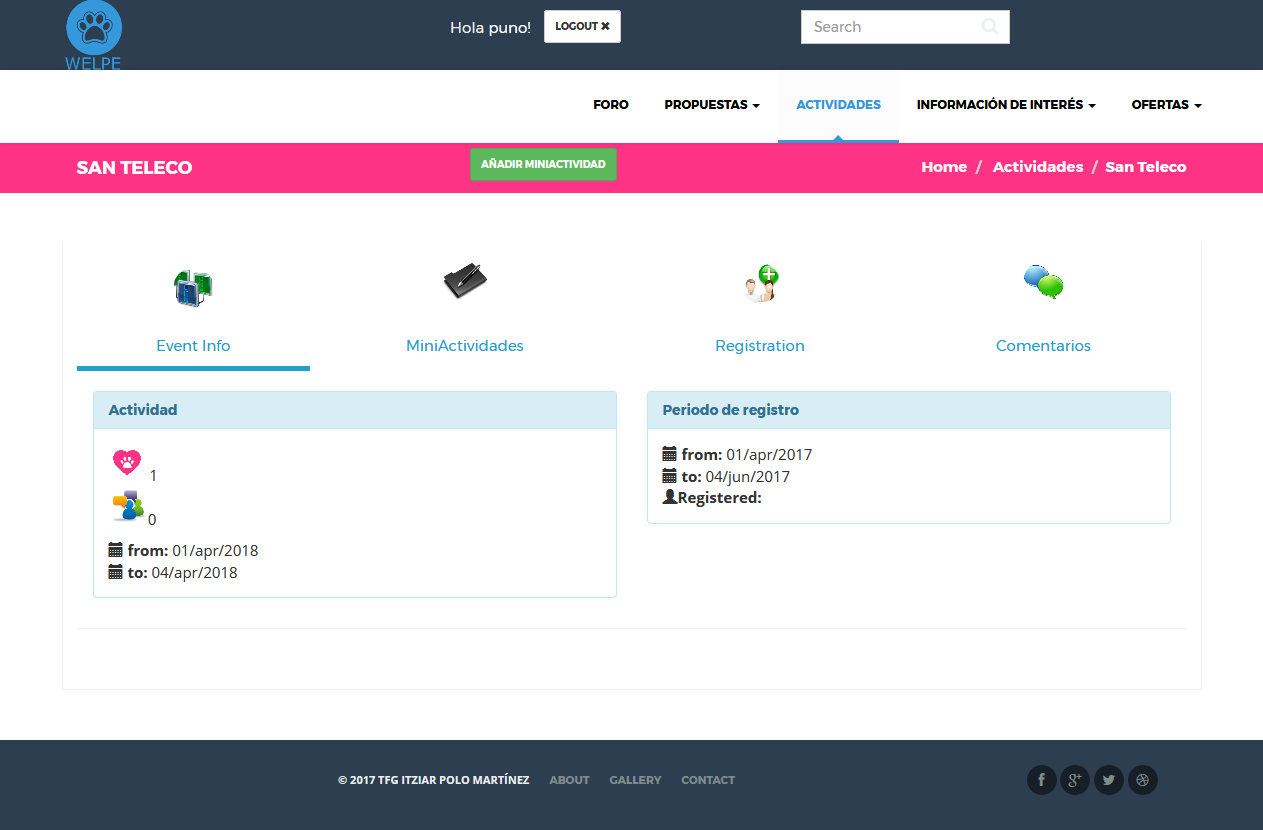 WELPE
Hola puno!
LOGOUT ✖
Search
FORO
PROPUESTAS
ACTIVIDADES
INFORMACIÓN DE INTERÉS
OFERTAS
SAN TELECO
AÑADIR MINIACTIVIDAD
Home / Actividades / San Teleco
Event Info
MiniActividades
Registration
Comentarios
Actividad
1
0
from: 01/apr/2018
to: 04/apr/2018
Periodo de registro
from: 01/apr/2017
to: 04/jun/2017
Registered:
© 2017 TFG ITZIAR POLO MARTÍNEZ
ABOUT
GALLERY
CONTACT